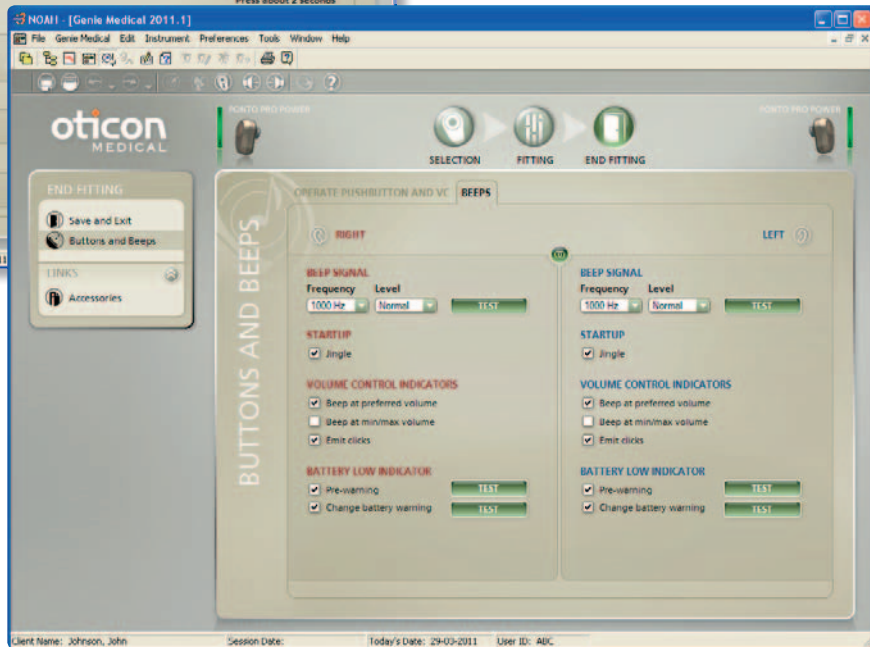 Press about 2 seconds
NOAH - [Genie Medical 2011.1]
File Genie Medical Edit Instrument Preferences Tools Window Help
oticon
MEDICAL
PONTO PRO POWER
SELECTION FITTING END FITTING
PONTO PRO POWER
END FITTING
Save and Exit
Buttons and Beeps
LINKS
Accessories
BUTTONS AND BEEPS
OPERATE PUSHBUTTON AND VC BEEPS
RIGHT LEFT
BEEP SIGNAL BEEP SIGNAL
Frequency Level Frequency Level
1000 Hz Normal TEST 1000 Hz Normal TEST
STARTUP STARTUP
Jingle Jingle
VOLUME CONTROL INDICATORS VOLUME CONTROL INDICATORS
Beep at preferred volume Beep at preferred volume
Beep at min/max volume Beep at min/max volume
Emit clicks Emit clicks
BATTERY LOW INDICATOR BATTERY LOW INDICATOR
Pre-warning TEST Pre-warning TEST
Change battery warning TEST Change battery warning TEST
Client Name: Johnson, John Session Date: Today's Date: 29-03-2011 User ID: ABC